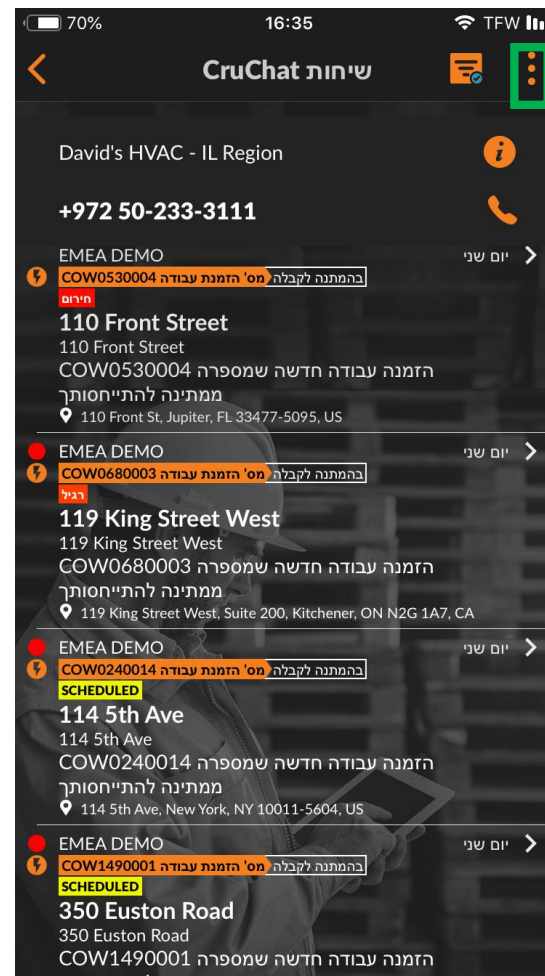 70%
16:35
TFW
שיחות CruChat
David's HVAC - IL Region
i
+972 50-233-3111
EMEA DEMO
יום שני
מס' הזמנת עבודה COW0530004
בהמתנה לקבלה
חירום
110 Front Street
110 Front Street
הזמנה עבודה חדשה שמספרה COW0530004
ממתינה להתייחסותך
110 Front St, Jupiter, FL 33477-5095, US
EMEA DEMO
יום שני
מס' הזמנת עבודה COW0680003
בהמתנה לקבלה
רגיל
119 King Street West
119 King Street West
הזמנה עבודה חדשה שמספרה COW0680003
ממתינה להתייחסותך
119 King Street West, Suite 200, Kitchener, ON N2G 1A7, CA
EMEA DEMO
יום שני
מס' הזמנת עבודה COW0240014
בהמתנה לקבלה
SCHEDULED
114 5th Ave
114 5th Ave
הזמנה עבודה חדשה שמספרה COW0240014
ממתינה להתייחסותך
114 5th Ave, New York, NY 10011-5604, US
EMEA DEMO
יום שני
מס' הזמנת עבודה COW1490001
בהמתנה לקבלה
SCHEDULED
350 Euston Road
350 Euston Road
הזמנה עבודה חדשה שמספרה COW1490001